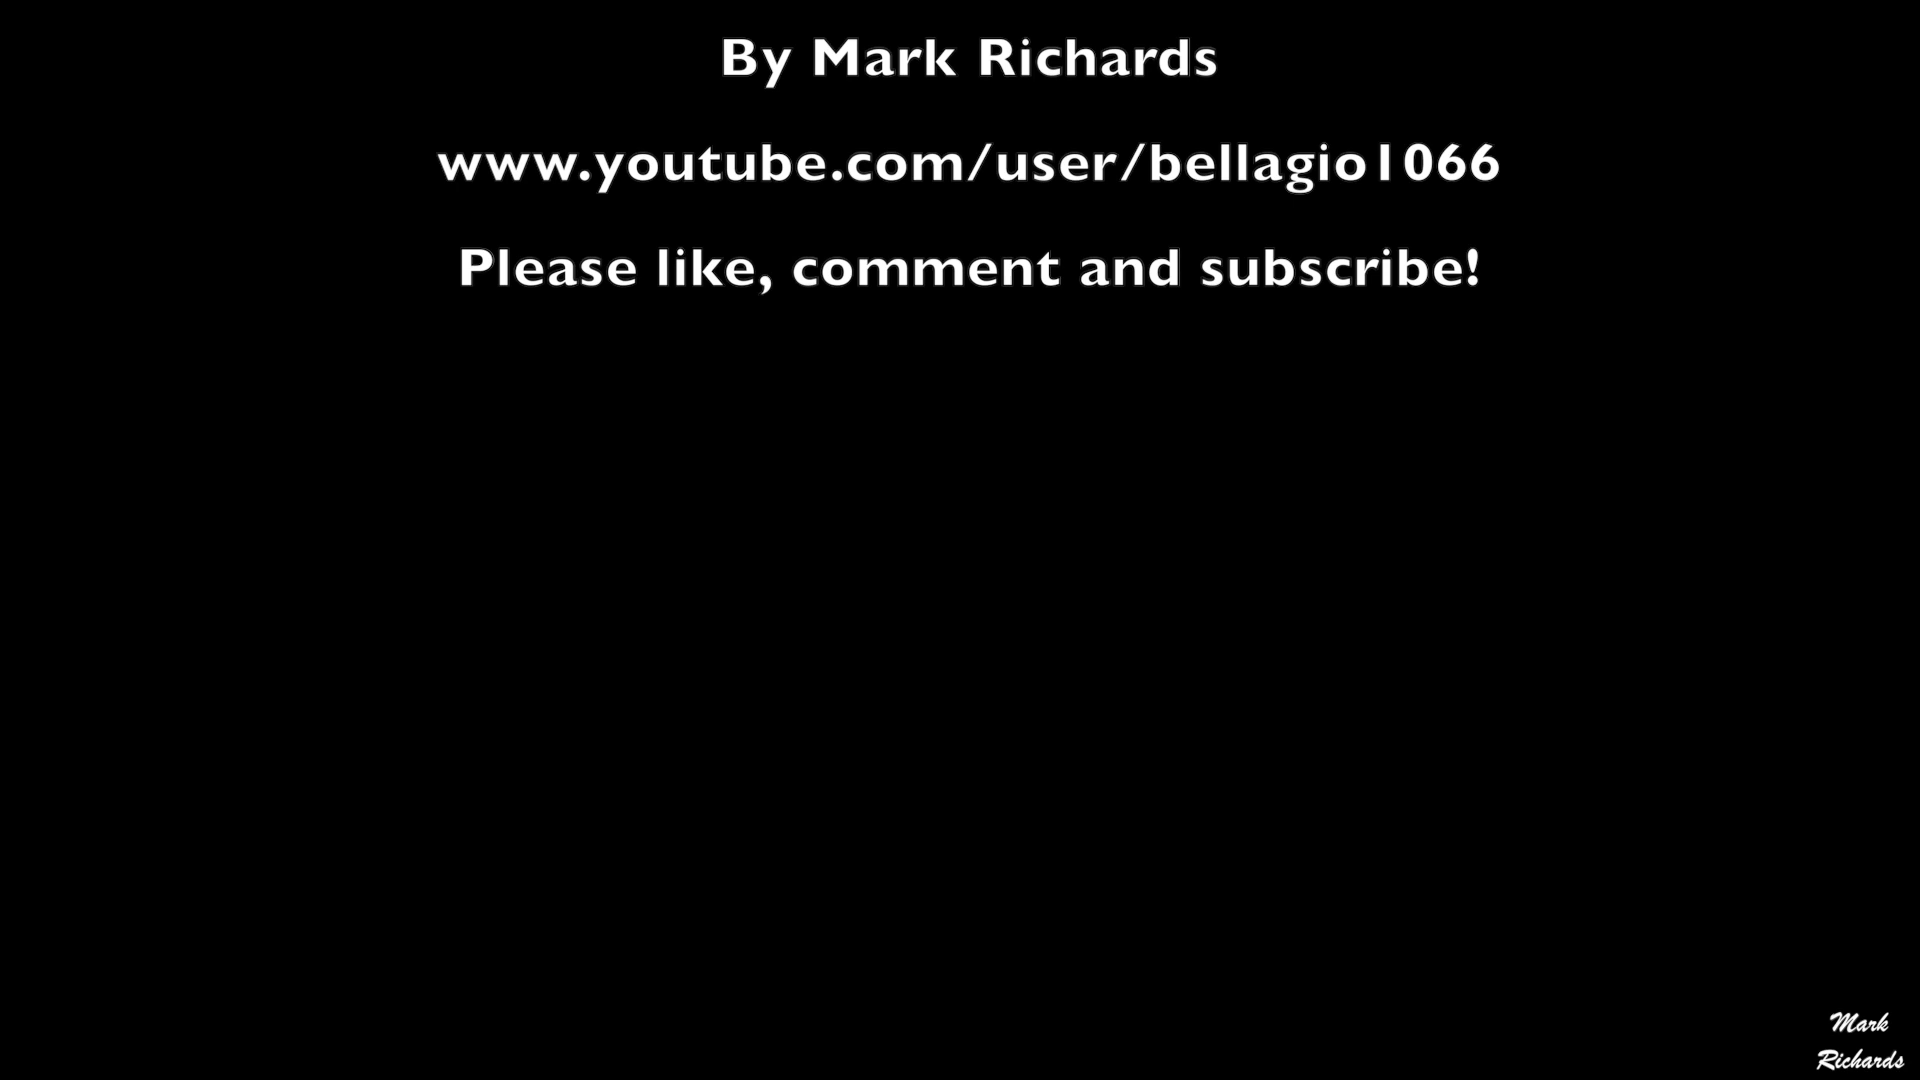 By Mark Richards
www.youtube.com/user/bellagio1066
Please like, comment and subscribe!
Mark
Richards